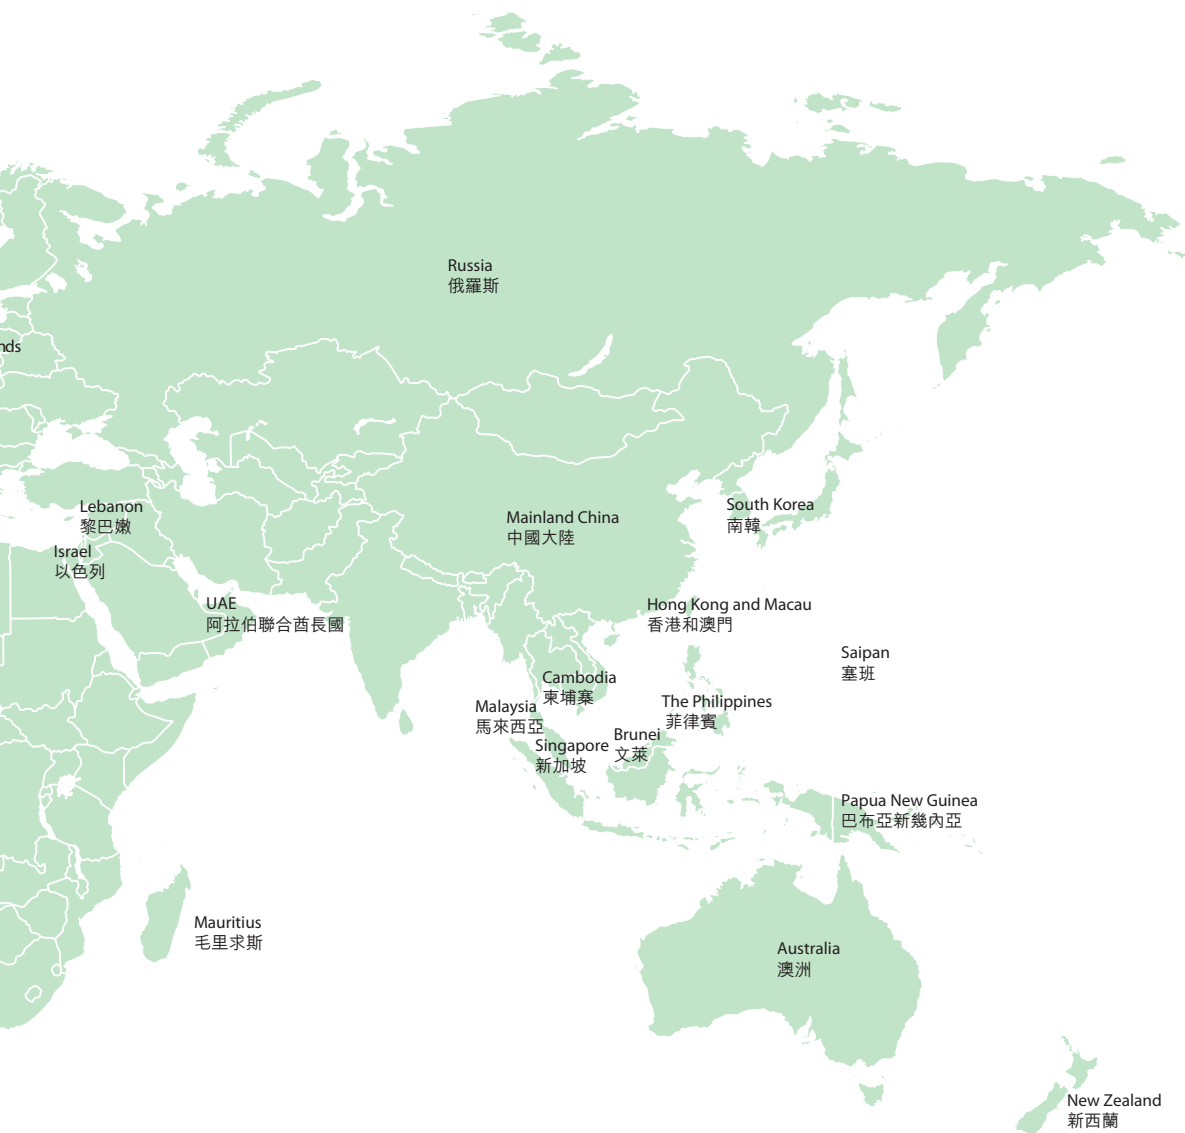 Russia
俄羅斯
nds
Lebanon
黎巴嫩
South Korea
南韓
Mainland China
中國大陸
Israel
以色列
UAE
阿拉伯聯合酋長國
Hong Kong and Macau
香港和澳門
Saipan
塞班
Cambodia
柬埔寨
Malaysia
馬來西亞
The Philippines
菲律賓
Singapore
新加坡
Brunei
文萊
Papua New Guinea
巴布亞新幾內亞
Mauritius
毛里求斯
Australia
澳洲
New Zealand
新西蘭